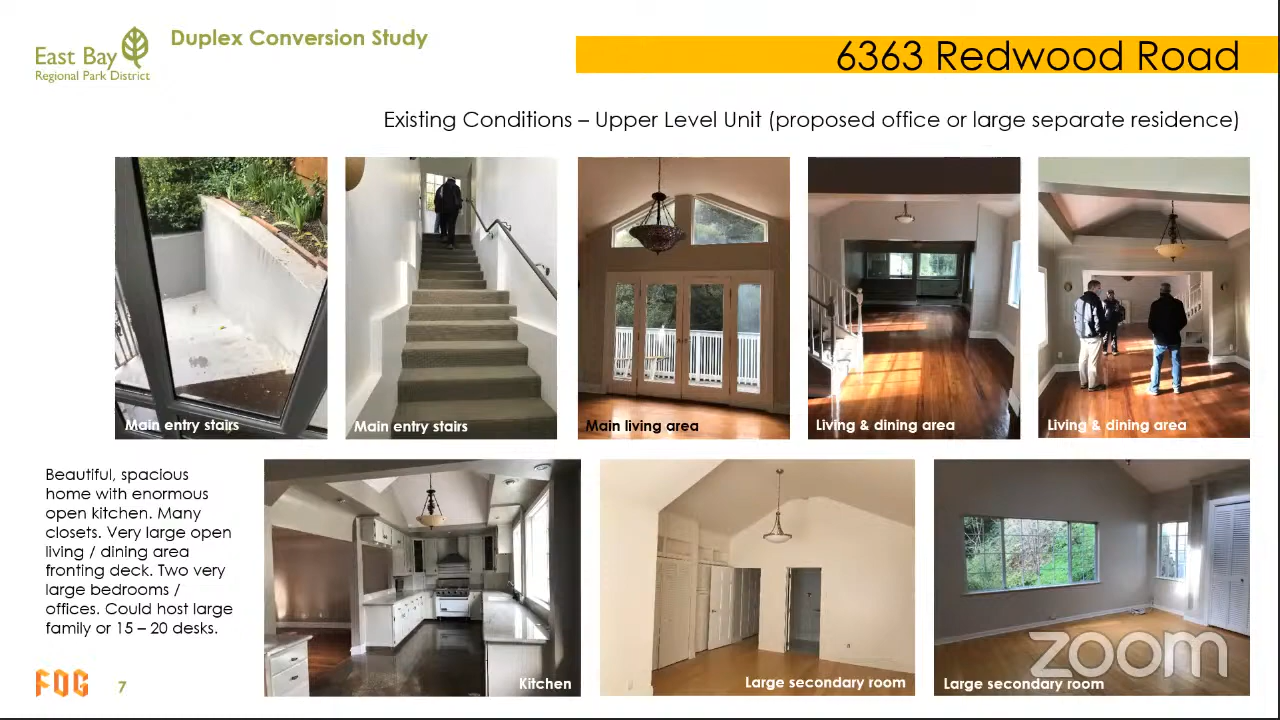 East Bay
Regional Park District
Duplex Conversion Study
6363 Redwood Road
Existing Conditions – Upper Level Unit (proposed office or large separate residence)
Main entry stairs
Main entry stairs
Main living area
Living & dining area
Living & dining area
Beautiful, spacious
home with enormous
open kitchen. Many
closets. Very large open
living / dining area
fronting deck. Two very
large bedrooms /
offices. Could host large
family or 15 – 20 desks.
Kitchen
Large secondary room
Large secondary room
zoom
FOG
7